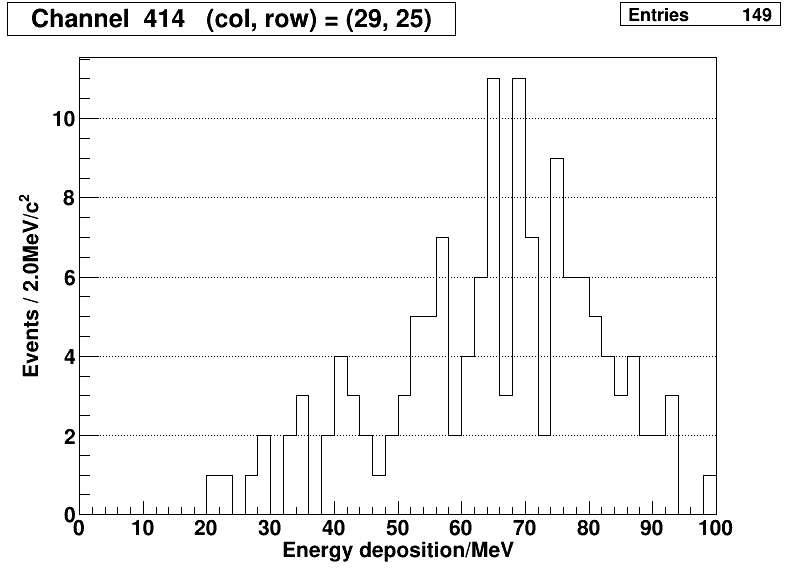 Channel 414 (col, row) = (29, 25)
Entries 149
Events / 2.0MeV/c²
10
8
6
4
2
0
0 10 20 30 40 50 60 70 80 90 100
Energy deposition/MeV